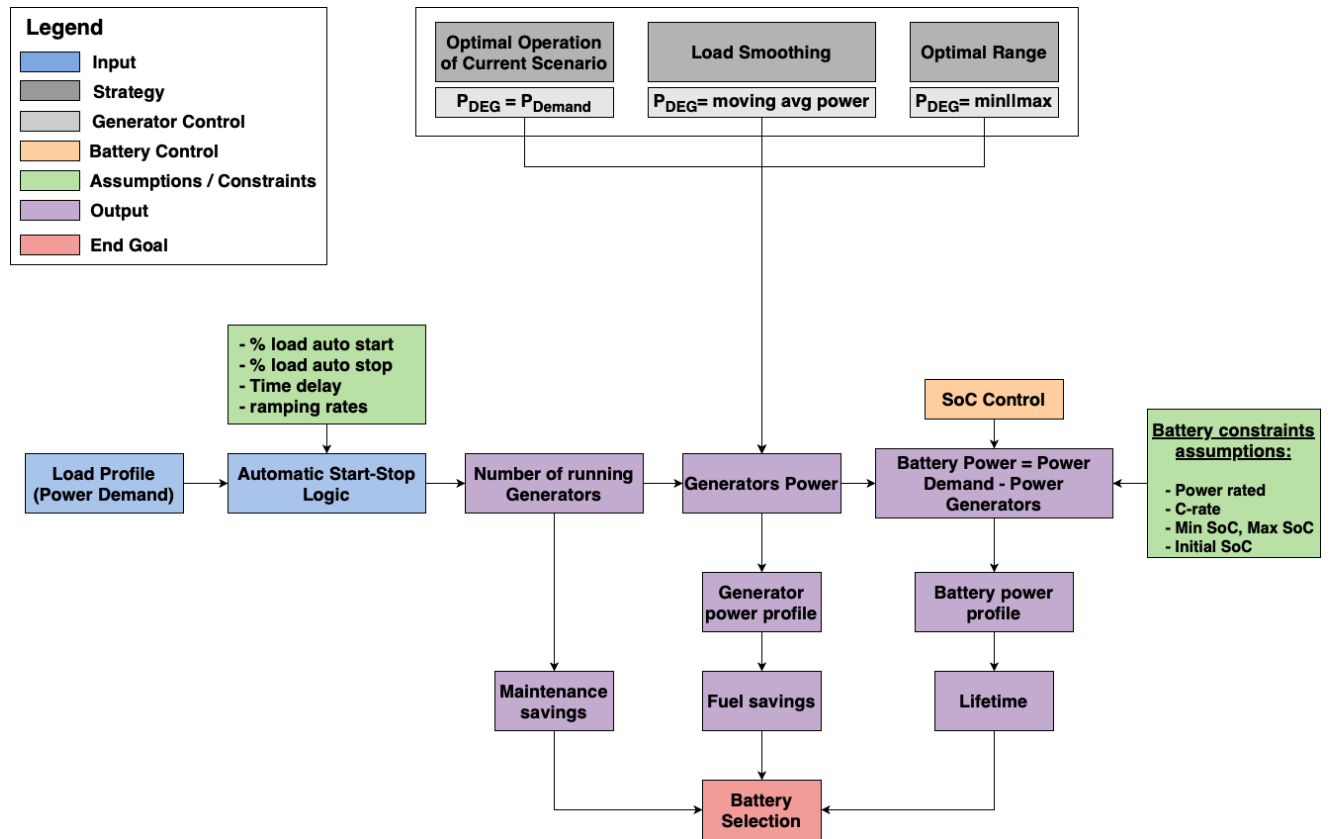 Legend
Input
Strategy
Generator Control
Battery Control
Assumptions / Constraints
Output
End Goal
Optimal Operation
of Current Scenario
P_DEG = P_Demand
Load Smoothing
P_DEG= moving avg power
Optimal Range
P_DEG= min||max
- % load auto start
- % load auto stop
- Time delay
- ramping rates
SoC Control
Battery constraints
assumptions:
- Power rated
- C-rate
- Min SoC, Max SoC
- Initial SoC
Load Profile
(Power Demand)
Automatic Start-Stop
Logic
Number of running
Generators
Generators Power
Battery Power = Power
Demand - Power
Generators
Generator
power profile
Battery power
profile
Maintenance
savings
Fuel savings
Lifetime
Battery
Selection